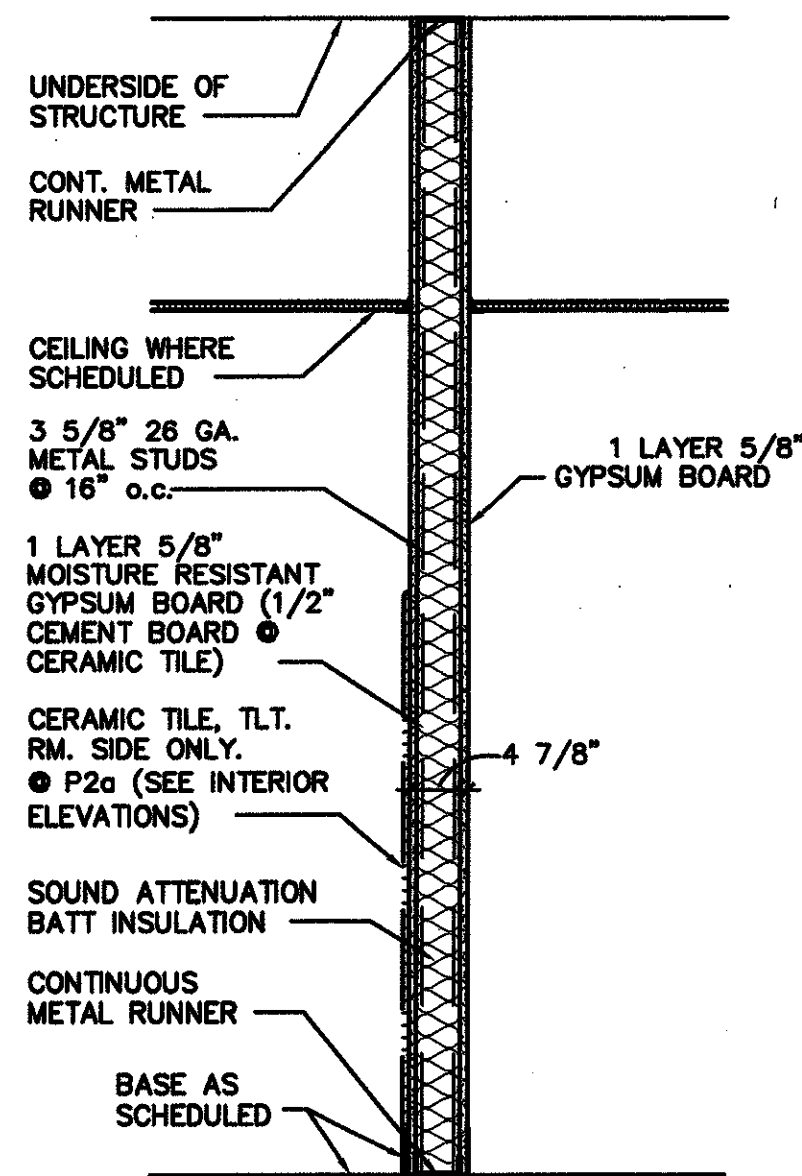 UNDERSIDE OF
STRUCTURE
CONT. METAL
RUNNER
CEILING WHERE
SCHEDULED
3 5/8" 26 GA.
METAL STUDS
@ 16" o.c.
1 LAYER 5/8"
GYPSUM BOARD
1 LAYER 5/8"
MOISTURE RESISTANT
GYPSUM BOARD (1/2"
CEMENT BOARD @
CERAMIC TILE)
CERAMIC TILE, TLT.
RM. SIDE ONLY.
@ P2a (SEE INTERIOR
ELEVATIONS)
4 7/8"
SOUND ATTENUATION
BATT INSULATION
CONTINUOUS
METAL RUNNER
BASE AS
SCHEDULED